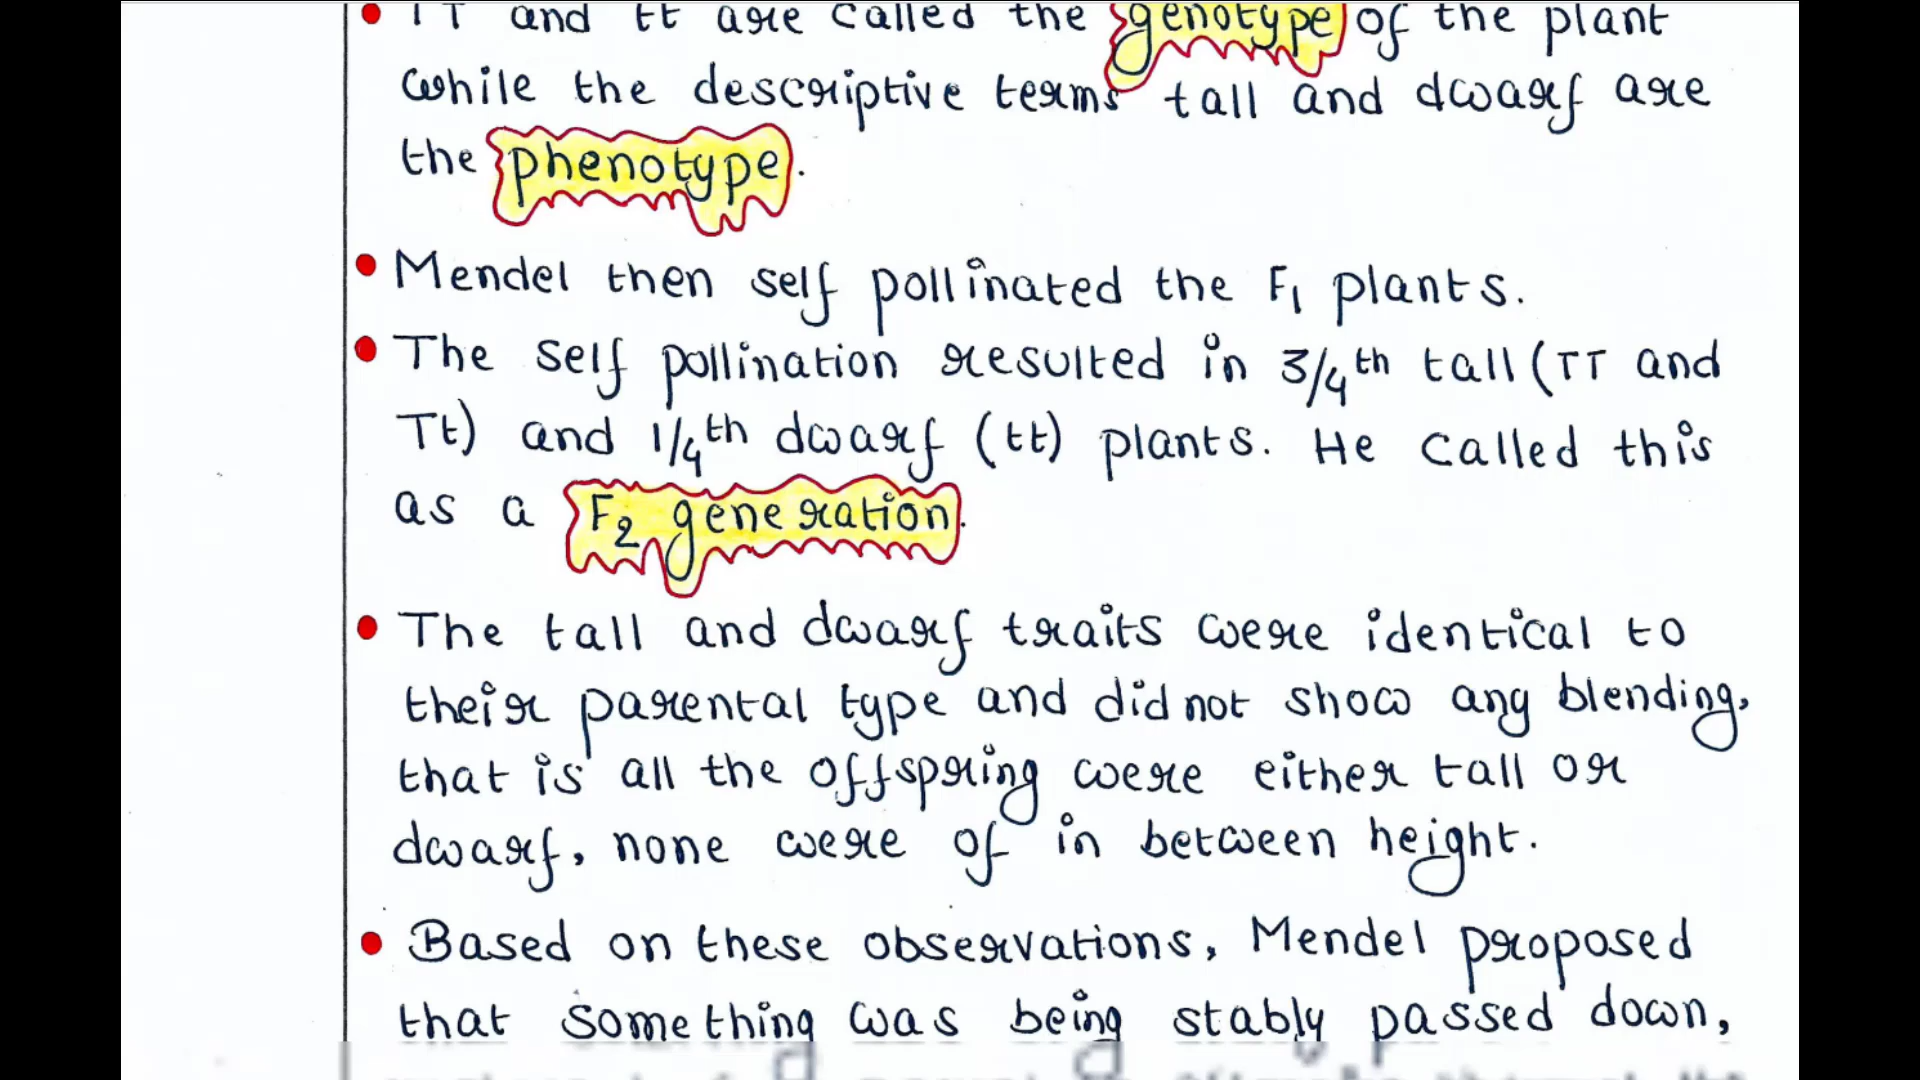 TT and tt are called the genotype of the plant
while the descriptive terms tall and dwarf are
the phenotype.
Mendel then self pollinated the F1 plants.
The self pollination resulted in 3/4th tall (TT and
Tt) and 1/4th dwarf (tt) plants. He called this
as a F2 generation.
The tall and dwarf traits were identical to
their parental type and did not show any blending,
that is all the offspring were either tall or
dwarf, none were of in between height.
Based on these observations, Mendel proposed
that something was being stably passed down,